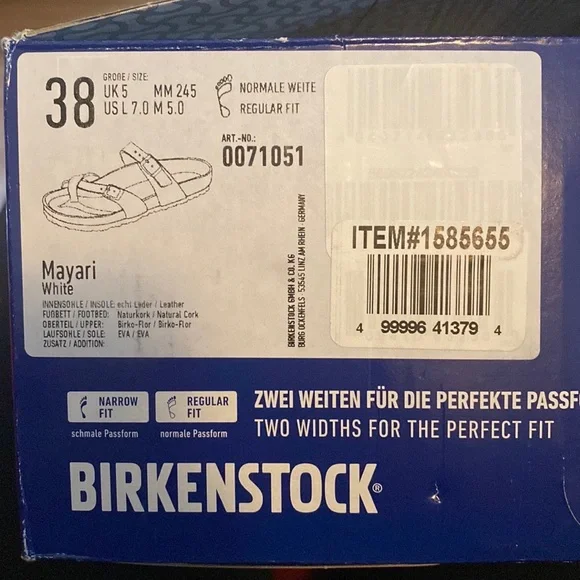 38
GRÖßE / SIZE:
UK 5 MM 245
US L 7.0 M 5.0
NORMALE WEITE
REGULAR FIT
ART.-NO.:
0071051
Mayari
White
INNENSOHLE / INSOLE: echt Leder / Leather
FUßBETT / FOOTBED: Naturkork / Natural Cork
OBERTEIL / UPPER: Birko-Flor / Birko-Flor
LAUFSOHLE / SOLE: EVA / EVA
ZUSATZ / ADDITION:
BIRKENSTOCK GMBH & CO. KG
BURG OCKENFELS · 53545 LINZ AM RHEIN · GERMANY
ITEM#1585655
4 99996 41379 4
NARROW FIT
schmale Passform
REGULAR FIT
normale Passform
ZWEI WEITEN FÜR DIE PERFEKTE PASSFO
TWO WIDTHS FOR THE PERFECT FIT
BIRKENSTOCK®